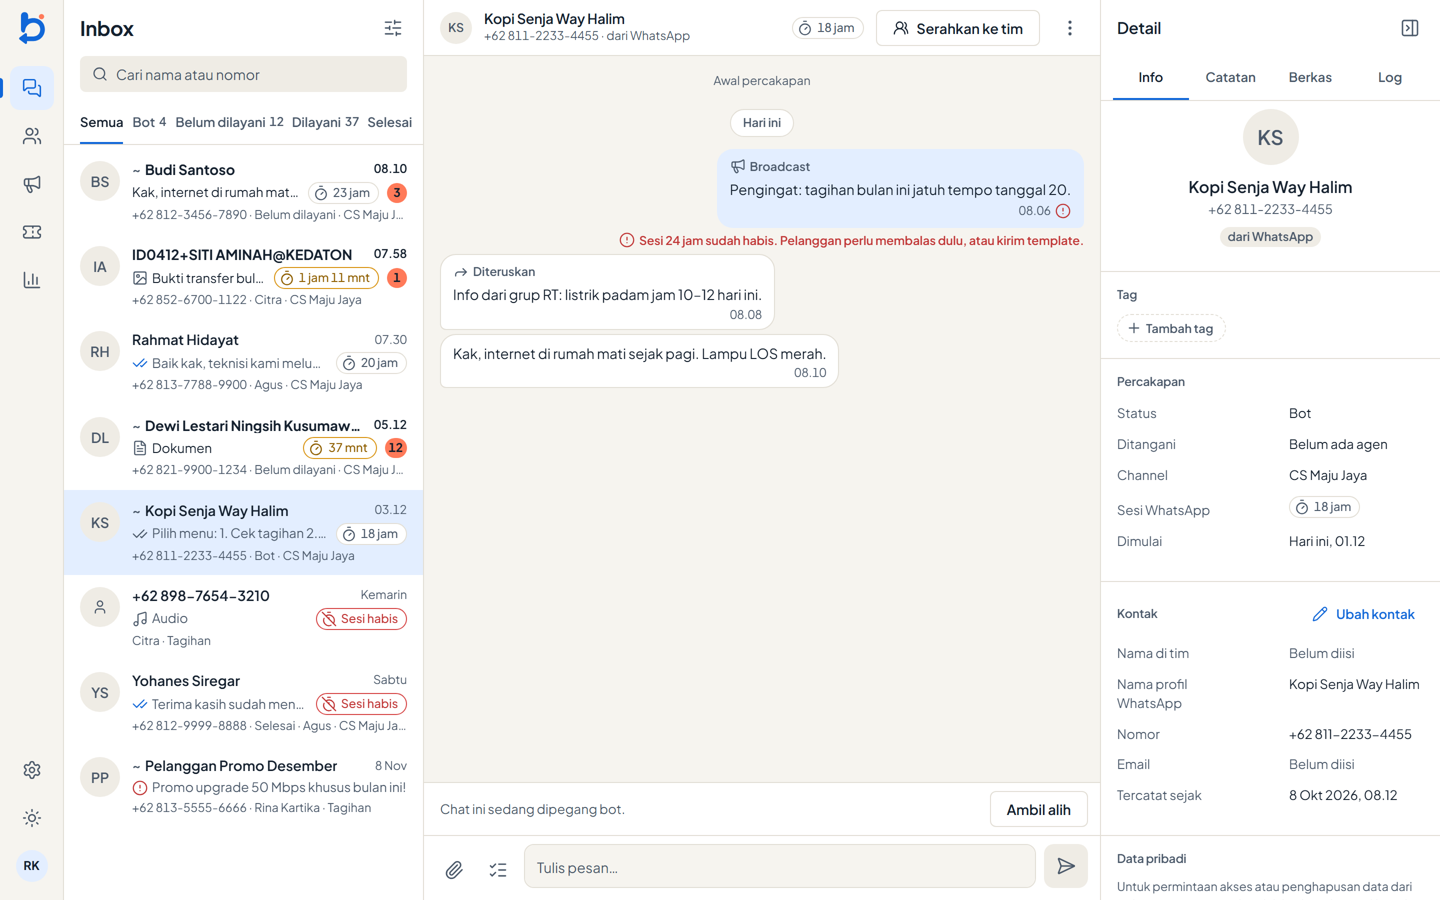 Inbox
Cari nama atau nomor
Semua Bot 4 Belum dilayani 12 Dilayani 37 Selesai
BS
~ Budi Santoso 08.10
Kak, internet di rumah mat... 23 jam 3
+62 812-3456-7890 · Belum dilayani · CS Maju J...
IA
ID0412+SITI AMINAH@KEDATON 07.58
Bukti transfer bul... 1 jam 11 mnt 1
+62 852-6700-1122 · Citra · CS Maju Jaya
RH
Rahmat Hidayat 07.30
Baik kak, teknisi kami melu... 20 jam
+62 813-7788-9900 · Agus · CS Maju Jaya
DL
~ Dewi Lestari Ningsih Kusumaw... 05.12
Dokumen 37 mnt 12
+62 821-9900-1234 · Belum dilayani · CS Maju J...
KS
~ Kopi Senja Way Halim 03.12
Pilih menu: 1. Cek tagihan 2.... 18 jam
+62 811-2233-4455 · Bot · CS Maju Jaya
+62 898-7654-3210 Kemarin
Audio Sesi habis
Citra · Tagihan
YS
Yohanes Siregar Sabtu
Terima kasih sudah men... Sesi habis
+62 812-9999-8888 · Selesai · Agus · CS Maju Ja...
PP
~ Pelanggan Promo Desember 8 Nov
Promo upgrade 50 Mbps khusus bulan ini!
+62 813-5555-6666 · Rina Kartika · Tagihan
RK
KS
Kopi Senja Way Halim
+62 811-2233-4455 · dari WhatsApp
18 jam
Serahkan ke tim
Awal percakapan
Hari ini
Broadcast
Pengingat: tagihan bulan ini jatuh tempo tanggal 20.
08.06
Sesi 24 jam sudah habis. Pelanggan perlu membalas dulu, atau kirim template.
Diteruskan
Info dari grup RT: listrik padam jam 10–12 hari ini.
08.08
Kak, internet di rumah mati sejak pagi. Lampu LOS merah.
08.10
Chat ini sedang dipegang bot.
Ambil alih
Tulis pesan...
Detail
Info Catatan Berkas Log
KS
Kopi Senja Way Halim
+62 811-2233-4455
dari WhatsApp
Tag
Tambah tag
Percakapan
Status Bot
Ditangani Belum ada agen
Channel CS Maju Jaya
Sesi WhatsApp 18 jam
Dimulai Hari ini, 01.12
Kontak Ubah kontak
Nama di tim Belum diisi
Nama profil WhatsApp Kopi Senja Way Halim
Nomor +62 811-2233-4455
Email Belum diisi
Tercatat sejak 8 Okt 2026, 08.12
Data pribadi
Untuk permintaan akses atau penghapusan data dari